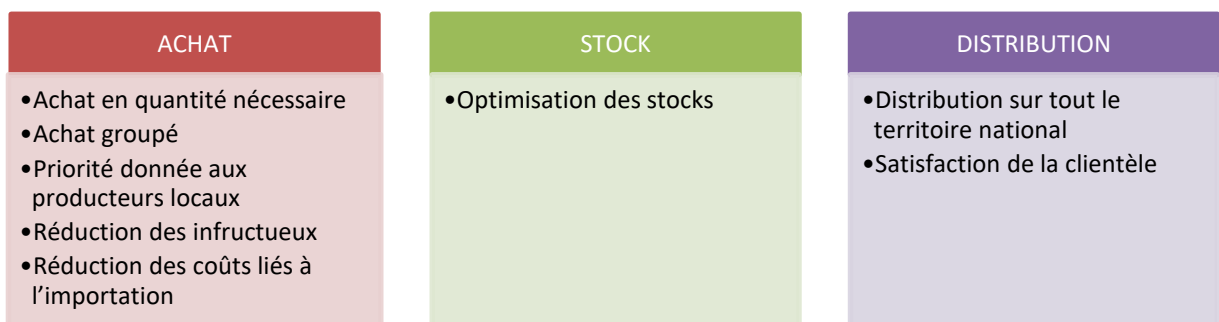 ACHAT
•Achat en quantité nécessaire
•Achat groupé
•Priorité donnée aux
producteurs locaux
•Réduction des infructueux
•Réduction des coûts liés à
l’importation
STOCK
•Optimisation des stocks
DISTRIBUTION
•Distribution sur tout le
territoire national
•Satisfaction de la clientèle